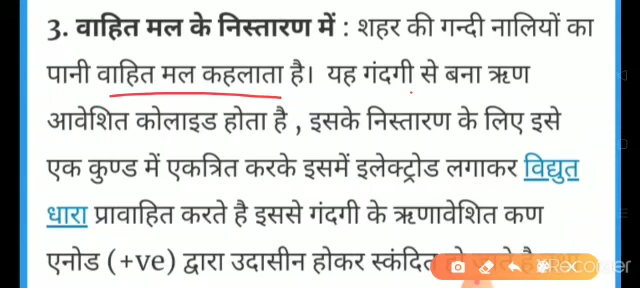 3. वाहित मल के निस्तारण में : शहर की गन्दी नालियों का
पानी वाहित मल कहलाता है। यह गंदगी से बना ऋण
आवेशित कोलाइड होता है , इसके निस्तारण के लिए इसे
एक कुण्ड में एकत्रित करके इसमें इलेक्ट्रोड लगाकर विद्युत
धारा प्रावाहित करते है इससे गंदगी के ऋणावेशित कण
एनोड (+ve) द्वारा उदासीन होकर स्कंदित